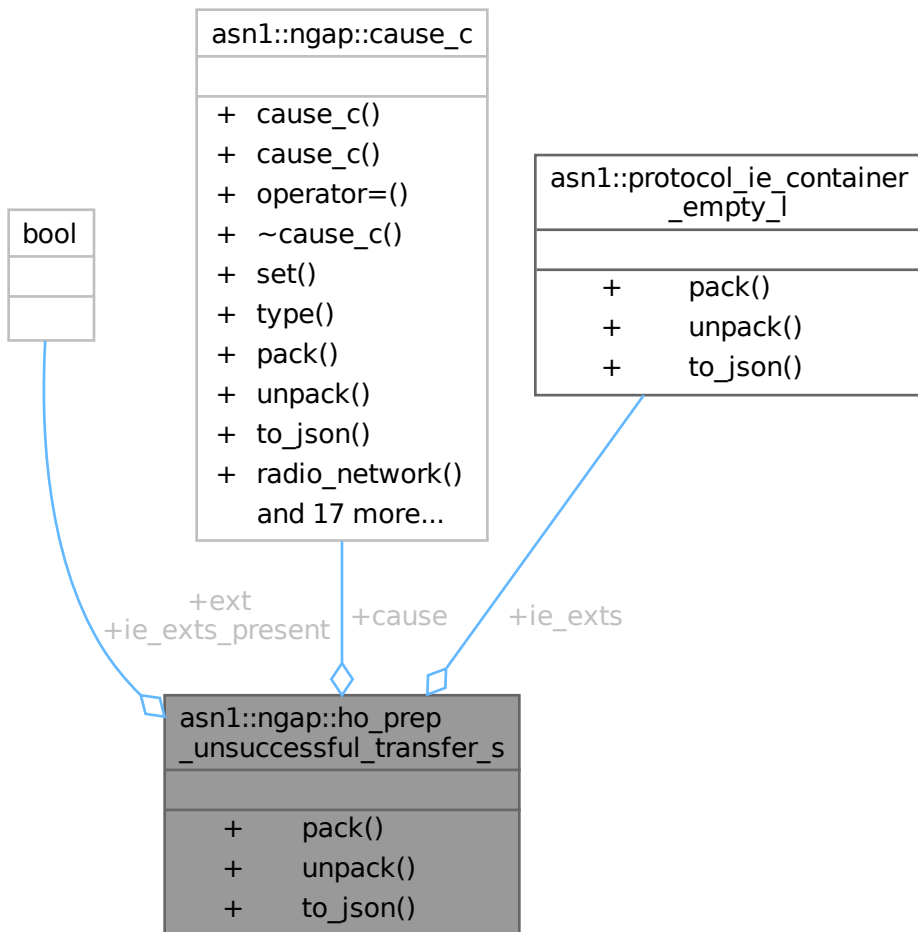 asn1::ngap::cause_c
+ cause_c()
+ cause_c()
+ operator=()
+ ~cause_c()
+ set()
+ type()
+ pack()
+ unpack()
+ to_json()
+ radio_network()
and 17 more...
asn1::protocol_ie_container
_empty_l
+ pack()
+ unpack()
+ to_json()
bool
+ext
+ie_exts_present
+cause
+ie_exts
asn1::ngap::ho_prep
_unsuccessful_transfer_s
+ pack()
+ unpack()
+ to_json()